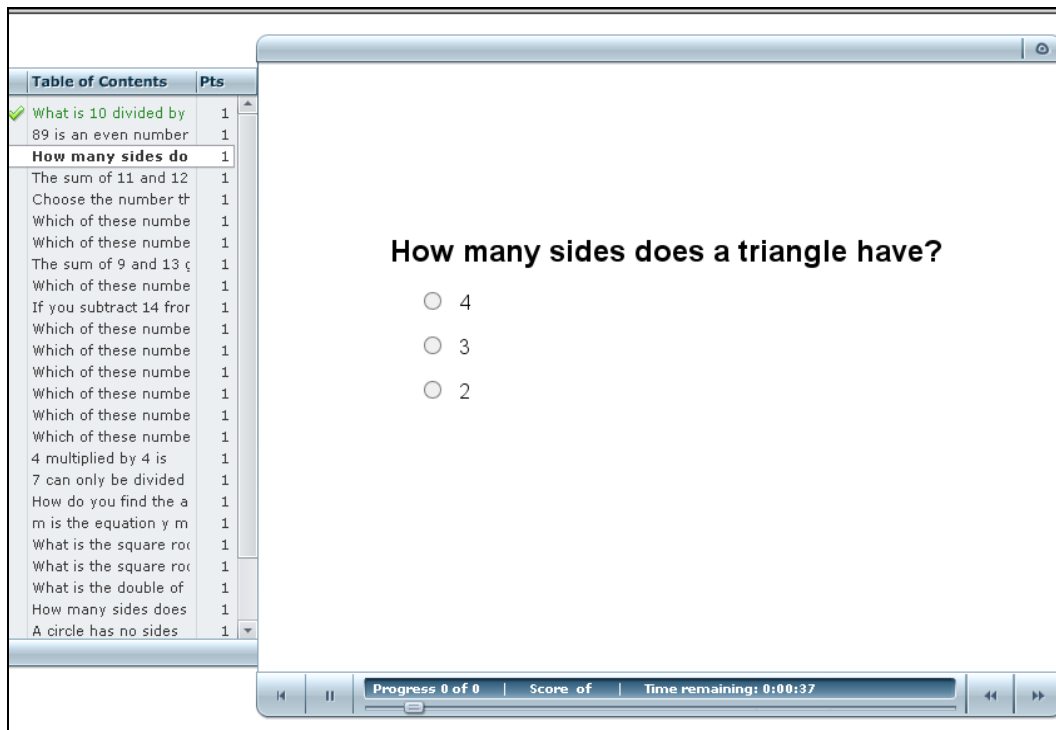 Table of Contents Pts
What is 10 divided by 1
89 is an even number 1
How many sides do 1
The sum of 11 and 12 1
Choose the number th 1
Which of these numbe 1
Which of these numbe 1
The sum of 9 and 13 g 1
Which of these numbe 1
If you subtract 14 from 1
Which of these numbe 1
Which of these numbe 1
Which of these numbe 1
Which of these numbe 1
Which of these numbe 1
Which of these numbe 1
4 multiplied by 4 is 1
7 can only be divided 1
How do you find the a 1
m is the equation y m 1
What is the square roo 1
What is the square roo 1
What is the double of 1
How many sides does 1
A circle has no sides 1
How many sides does a triangle have?
4
3
2
Progress 0 of 0 | Score of | Time remaining: 0:00:37